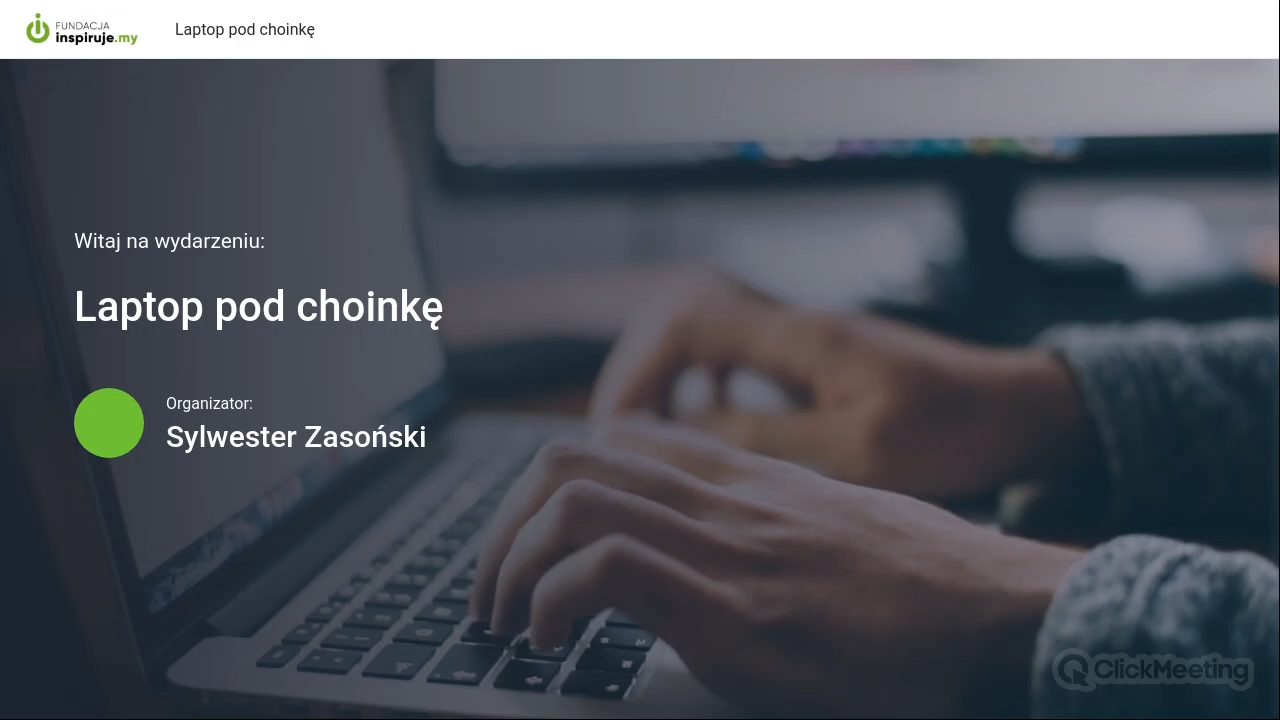 FUNDACJA
inspiruje.my
Laptop pod choinkę
Witaj na wydarzeniu:
Laptop pod choinkę
Organizator:
Sylwester Zasoński
ClickMeeting